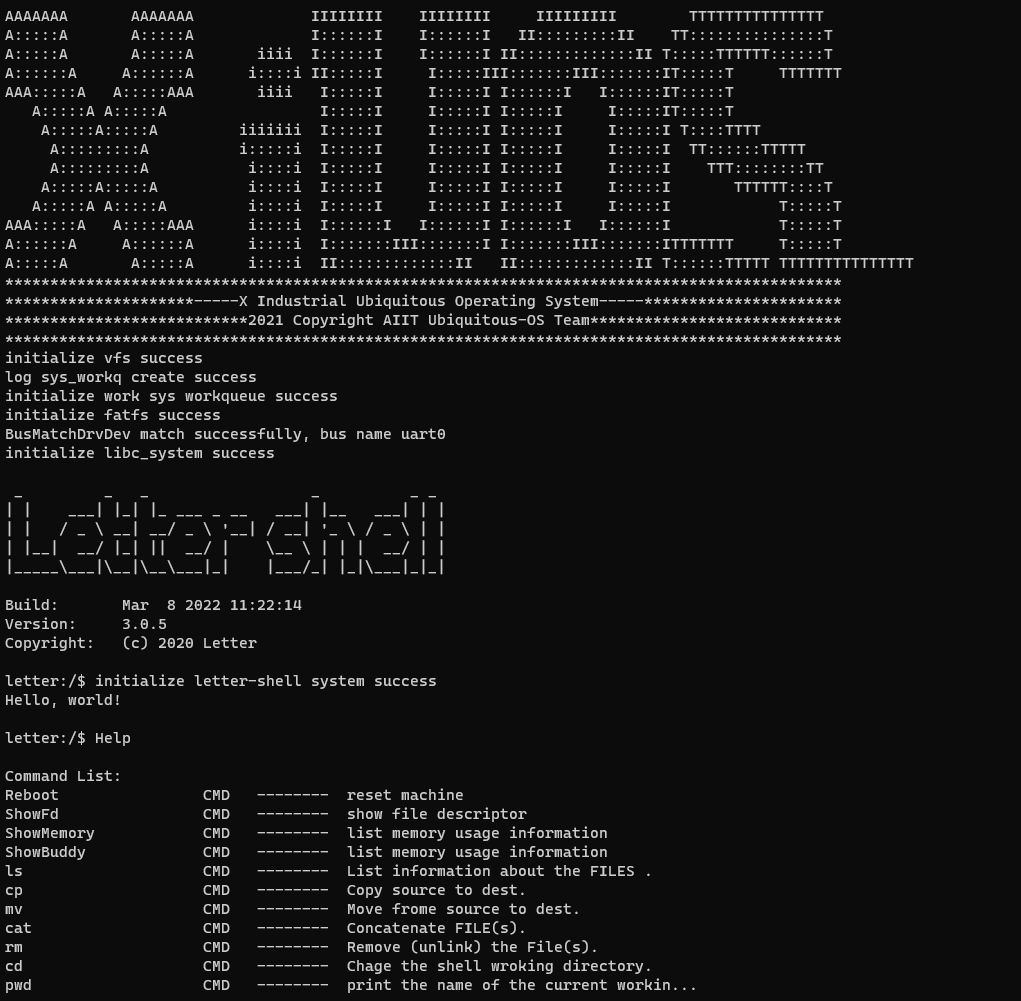 AAAAAAA       AAAAAAA             IIIIIIII    IIIIIIII     IIIIIIIII        TTTTTTTTTTTTTTT
A:::::A       A:::::A             I::::::I    I::::::I   II:::::::::II    TT:::::::::::::::T
A:::::A       A:::::A       iiii  I::::::I    I::::::I II:::::::::::::II T:::::TTTTTT::::::T
A::::::A     A::::::A      i::::i II:::::I     I:::::III:::::::III:::::::IT:::::T     TTTTTTT
AAA:::::A   A:::::AAA       iiii   I:::::I     I:::::I I::::::I   I::::::IT:::::T
   A:::::A A:::::A                 I:::::I     I:::::I I:::::I     I:::::IT:::::T
    A:::::A:::::A         iiiiiii  I:::::I     I:::::I I:::::I     I:::::I T::::TTTT
     A:::::::::A          i:::::i  I:::::I     I:::::I I:::::I     I:::::I  TT::::::TTTTT
     A:::::::::A           i::::i  I:::::I     I:::::I I:::::I     I:::::I    TTT::::::::TT
    A:::::A:::::A          i::::i  I:::::I     I:::::I I:::::I     I:::::I       TTTTTT::::T
   A:::::A A:::::A         i::::i  I:::::I     I:::::I I:::::I     I:::::I            T:::::T
AAA:::::A   A:::::AAA      i::::i  I::::::I   I::::::I I::::::I   I::::::I            T:::::T
A::::::A     A::::::A      i::::i  I:::::::III:::::::I I:::::::III:::::::ITTTTTTT     T:::::T
A:::::A       A:::::A      i::::i  II:::::::::::::II   II:::::::::::::II T::::::TTTTT TTTTTTTTTTTTTTT
*********************************************************************************************
*********************-----X Industrial Ubiquitous Operating System-----**********************
***************************2021 Copyright AIIT Ubiquitous-OS Team****************************
*********************************************************************************************
initialize vfs success
log sys_workq create success
initialize work sys workqueue success
initialize fatfs success
BusMatchDrvDev match successfully, bus name uart0
initialize libc_system success
 _         _   _                  _          _ _
| |    ___| |_| |_ ___ _ __   ___| |__   ___| | |
| |   / _ \ __| __/ _ \ '__| / __| '_ \ / _ \ | |
| |__|  __/ |_| ||  __/ |    \__ \ | | |  __/ | |
|_____\___|\__|\__\___|_|    |___/_| |_|\___|_|_|
Build:       Mar  8 2022 11:22:14
Version:     3.0.5
Copyright:   (c) 2020 Letter
letter:/$ initialize letter-shell system success
Hello, world!
letter:/$ Help
Command List:
Reboot                CMD   --------  reset machine
ShowFd                CMD   --------  show file descriptor
ShowMemory            CMD   --------  list memory usage information
ShowBuddy             CMD   --------  list memory usage information
ls                    CMD   --------  List information about the FILES .
cp                    CMD   --------  Copy source to dest.
mv                    CMD   --------  Move frome source to dest.
cat                   CMD   --------  Concatenate FILE(s).
rm                    CMD   --------  Remove (unlink) the File(s).
cd                    CMD   --------  Chage the shell wroking directory.
pwd                   CMD   --------  print the name of the current workin...